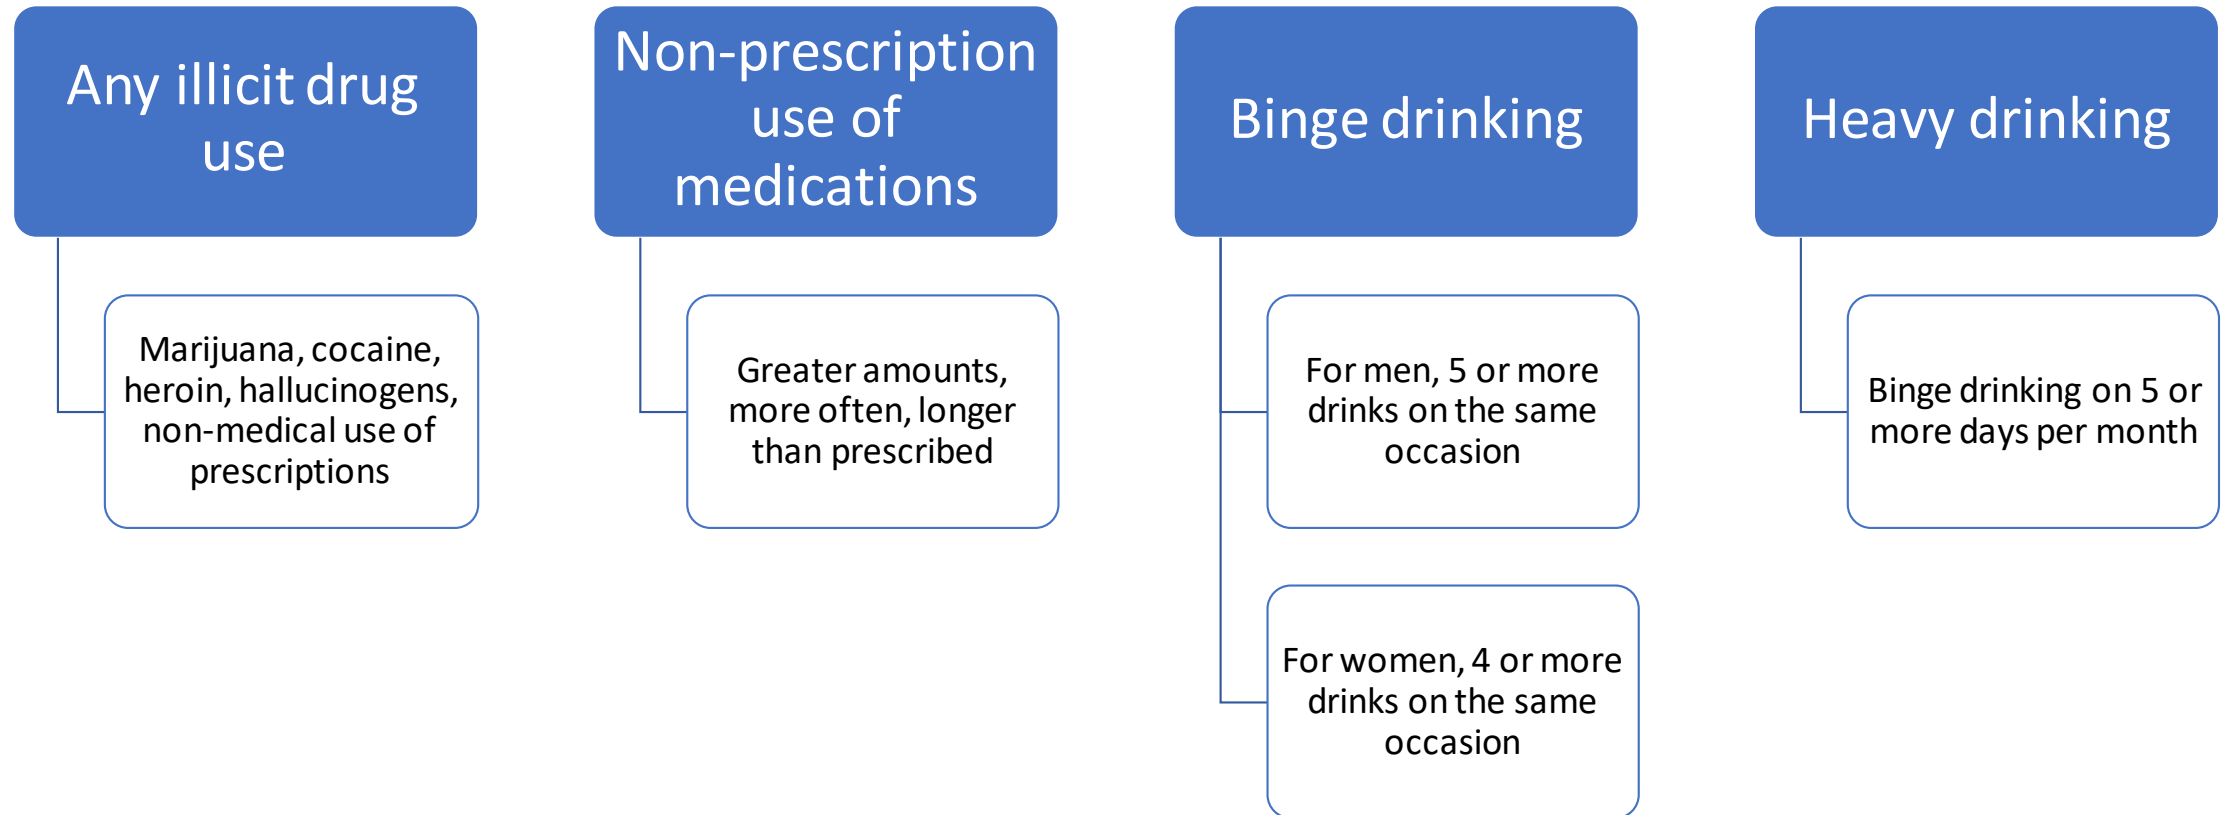 Any illicit drug
use
Marijuana, cocaine,
heroin, hallucinogens,
non-medical use of
prescriptions
Non-prescription
use of
medications
Greater amounts,
more often, longer
than prescribed
Binge drinking
For men, 5 or more
drinks on the same
occasion
For women, 4 or more
drinks on the same
occasion
Heavy drinking
Binge drinking on 5 or
more days per month